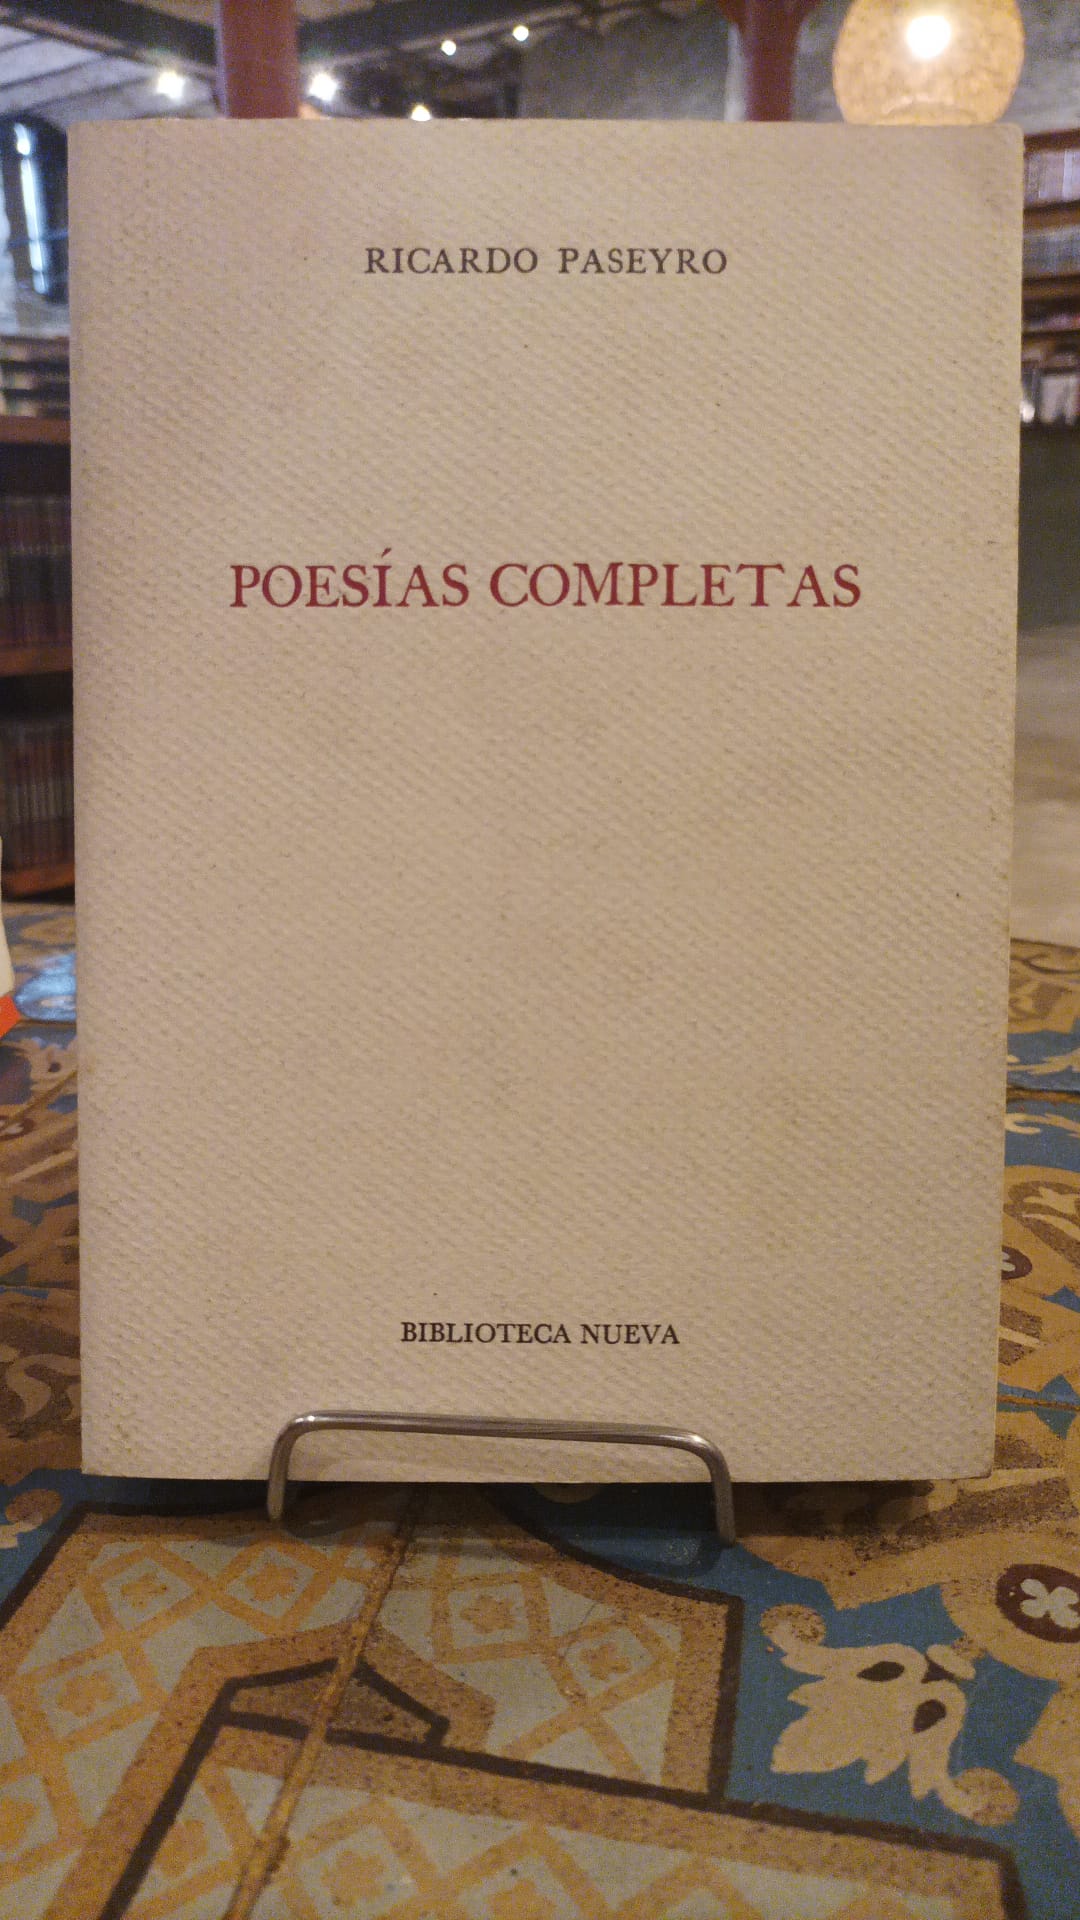 RICARDO PASEYRO
POESÍAS COMPLETAS
BIBLIOTECA NUEVA